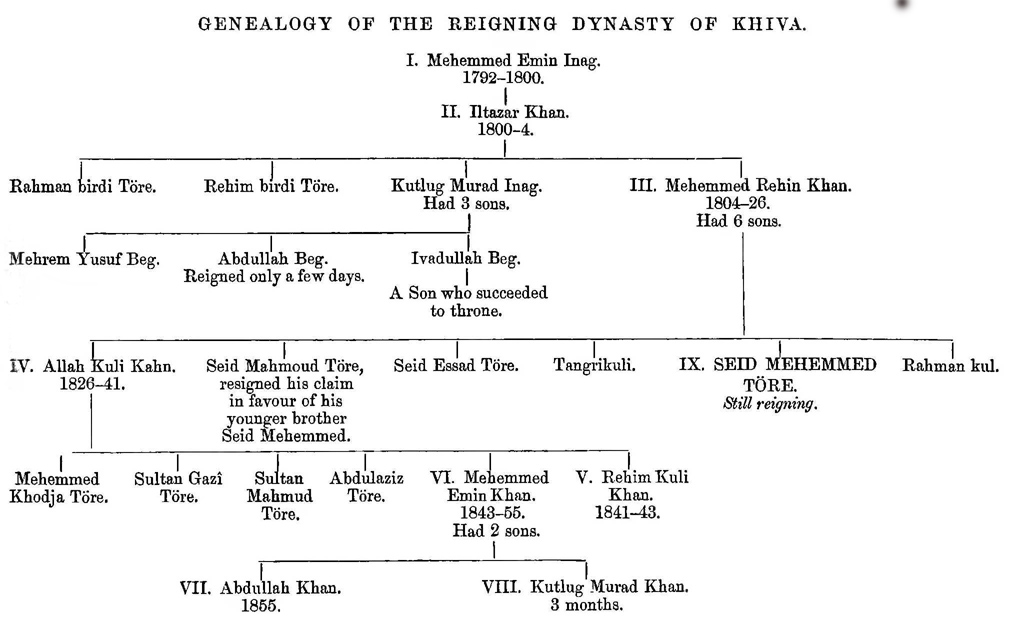 GENEALOGY OF THE REIGNING DYNASTY OF KHIVA.
I. Mehemmed Emin Inag.
1792–1800.
II. Iltazar Khan.
1800–4.
Rahman birdi Töre.
Rehim birdi Töre.
Kutlug Murad Inag.
Had 3 sons.
III. Mehemmed Rehin Khan.
1804–26.
Had 6 sons.
Mehrem Yusuf Beg.
Abdullah Beg.
Reigned only a few days.
Ivadullah Beg.
A Son who succeeded
to throne.
IV. Allah Kuli Kahn.
1826–41.
Seid Mahmoud Töre,
resigned his claim
in favour of his
younger brother
Seid Mehemmed.
Seid Essad Töre.
Tangrikuli.
IX. SEID MEHEMMED
TÖRE.
Still reigning.
Rahman kul.
Mehemmed
Khodja Töre.
Sultan Gazî
Töre.
Sultan
Mahmud
Töre.
Abdulaziz
Töre.
VI. Mehemmed
Emin Khan.
1843–55.
Had 2 sons.
V. Rehim Kuli
Khan.
1841–43.
VII. Abdullah Khan.
1855.
VIII. Kutlug Murad Khan.
3 months.